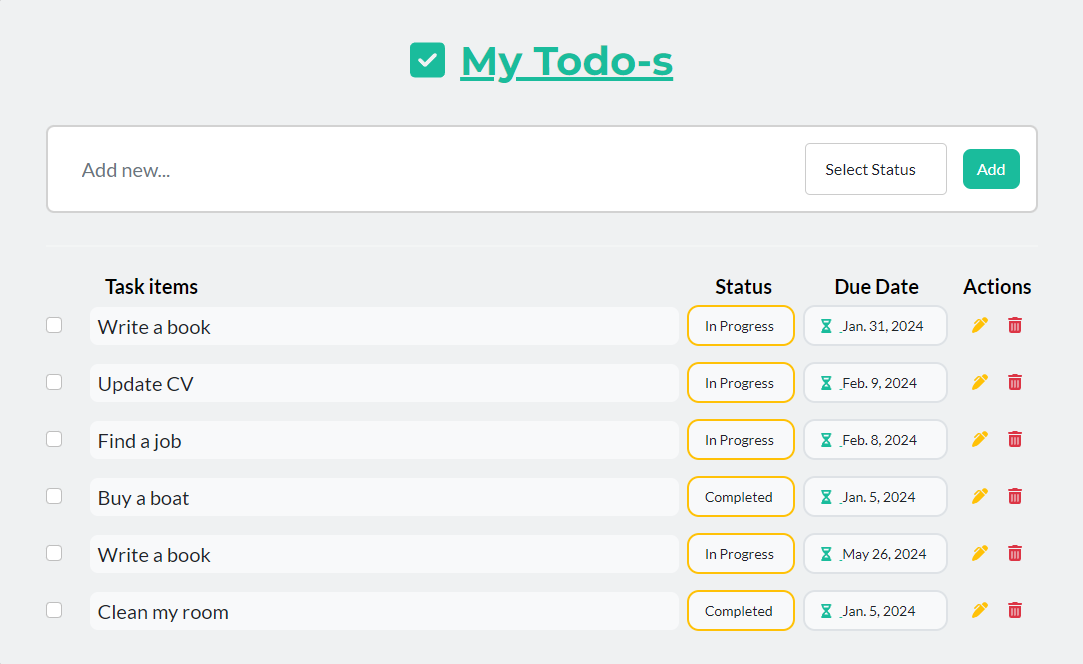 My Todo-s
Add new... Select Status Add
Task items Status Due Date Actions
Write a book In Progress Jan. 31, 2024
Update CV In Progress Feb. 9, 2024
Find a job In Progress Feb. 8, 2024
Buy a boat Completed Jan. 5, 2024
Write a book In Progress May 26, 2024
Clean my room Completed Jan. 5, 2024